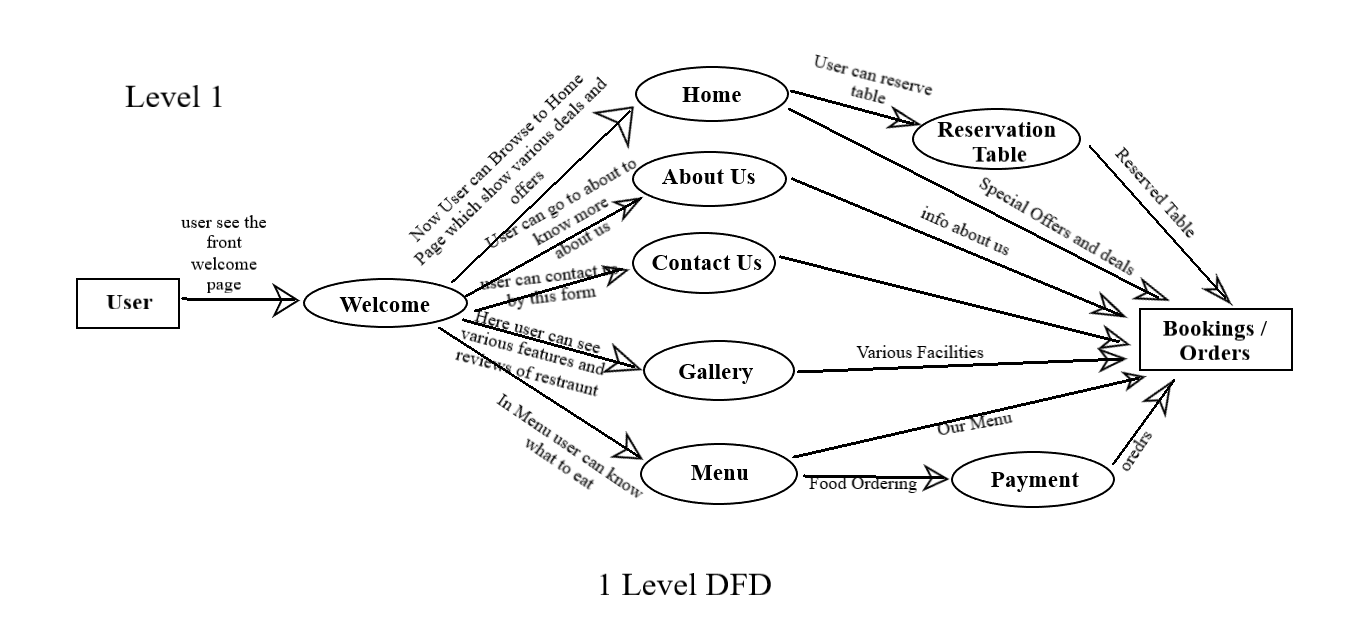 Level 1
user see the
front
welcome
page
User
Welcome
Now User can Browse to Home
Page which show various deals and
offers
User can go to about to
know more
about us
user can contact us
by this form
Here user can see
various features and
reviews of restraunt
In Menu user can know
what to eat
Home
About Us
Contact Us
Gallery
Menu
User can reserve
table
Reservation
Table
Reserved Table
Special Offers and deals
info about us
Various Facilities
Our Menu
Food Ordering
Payment
oredrs
Bookings /
Orders
1 Level DFD